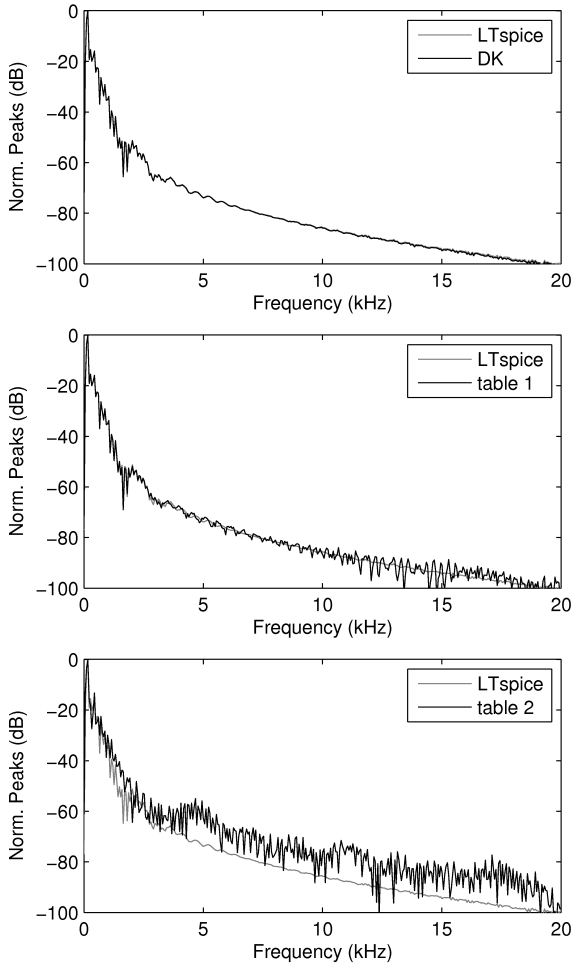 0
−20
−40
−60
−80
−100
Norm. Peaks (dB)
LTspice
DK
0 5 10 15 20
Frequency (kHz)
0
−20
−40
−60
−80
−100
Norm. Peaks (dB)
LTspice
table 1
0 5 10 15 20
Frequency (kHz)
0
−20
−40
−60
−80
−100
Norm. Peaks (dB)
LTspice
table 2
0 5 10 15 20
Frequency (kHz)